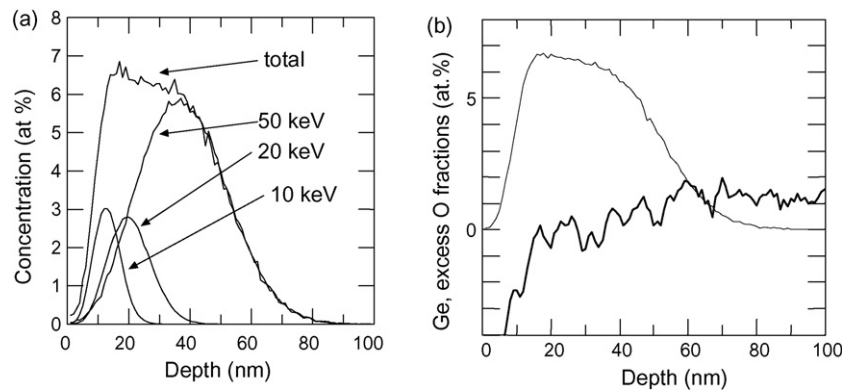 (a)
Concentration (at %)
8
7
6
5
4
3
2
1
0
total
50 keV
20 keV
10 keV
0 20 40 60 80 100
Depth (nm)
(b)
Ge, excess O fractions (at.%)
5
0
0 20 40 60 80 100
Depth (nm)